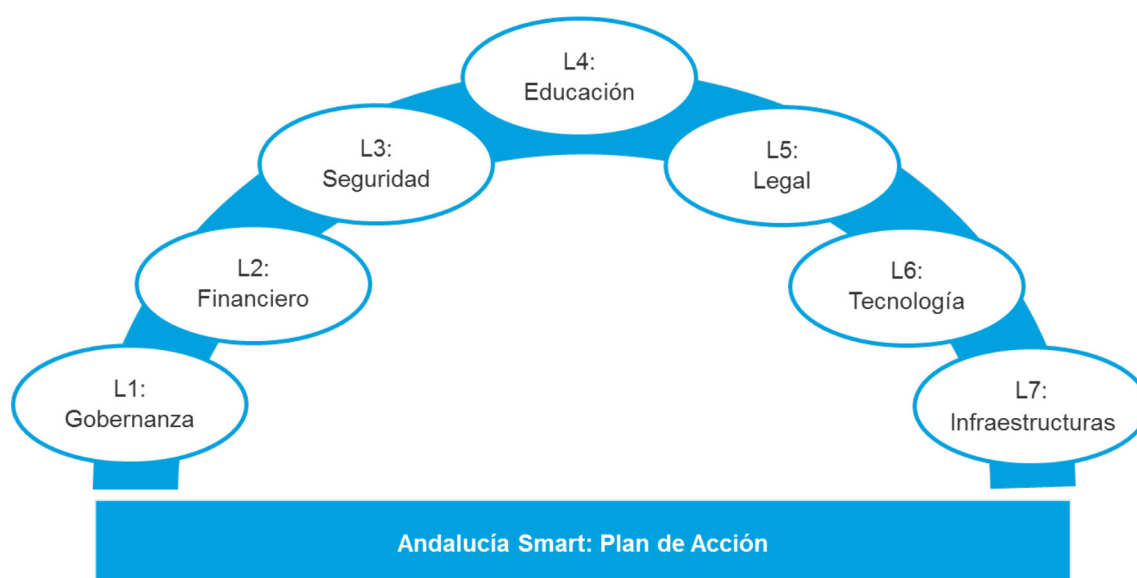 L1:
Gobernanza
L2:
Financiero
L3:
Seguridad
L4:
Educación
L5:
Legal
L6:
Tecnología
L7:
Infraestructuras
Andalucía Smart: Plan de Acción